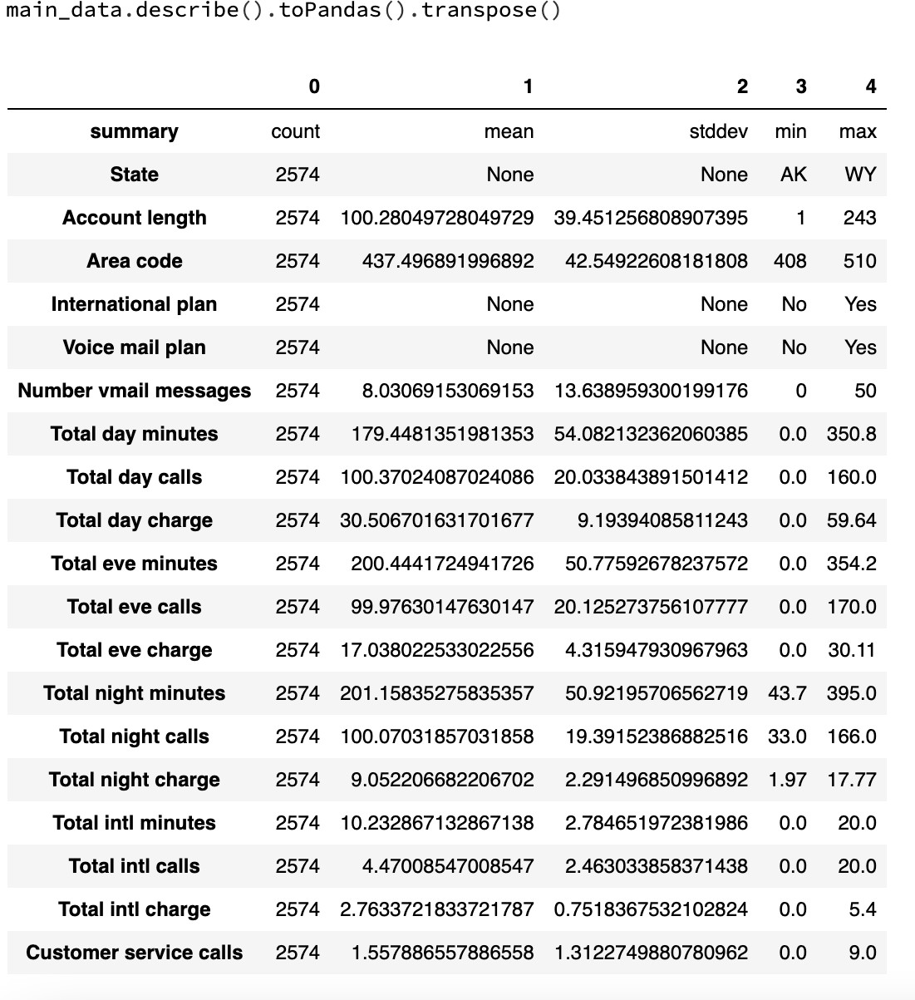 main_data.describe().toPandas().transpose()
0 1 2 3 4
summary count mean stddev min max
State 2574 None None AK WY
Account length 2574 100.28049728049729 39.451256808907395 1 243
Area code 2574 437.496891996892 42.54922608181808 408 510
International plan 2574 None None No Yes
Voice mail plan 2574 None None No Yes
Number vmail messages 2574 8.03069153069153 13.638959300199176 0 50
Total day minutes 2574 179.4481351981353 54.082132362060385 0.0 350.8
Total day calls 2574 100.37024087024086 20.033843891501412 0.0 160.0
Total day charge 2574 30.506701631701677 9.19394085811243 0.0 59.64
Total eve minutes 2574 200.4441724941726 50.77592678237572 0.0 354.2
Total eve calls 2574 99.97630147630147 20.125273756107777 0.0 170.0
Total eve charge 2574 17.038022533022556 4.315947930967963 0.0 30.11
Total night minutes 2574 201.15835275835357 50.92195706562719 43.7 395.0
Total night calls 2574 100.07031857031858 19.39152386882516 33.0 166.0
Total night charge 2574 9.052206682206702 2.291496850996892 1.97 17.77
Total intl minutes 2574 10.232867132867138 2.784651972381986 0.0 20.0
Total intl calls 2574 4.47008547008547 2.463033858371438 0.0 20.0
Total intl charge 2574 2.7633721833721787 0.7518367532102824 0.0 5.4
Customer service calls 2574 1.557886557886558 1.3122749880780962 0.0 9.0